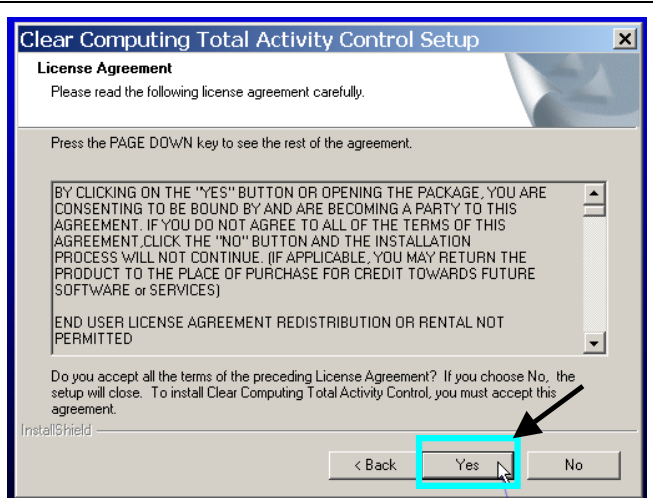 Clear Computing Total Activity Control Setup
License Agreement
Please read the following license agreement carefully.
Press the PAGE DOWN key to see the rest of the agreement.
BY CLICKING ON THE "YES" BUTTON OR OPENING THE PACKAGE, YOU ARE
CONSENTING TO BE BOUND BY AND ARE BECOMING A PARTY TO THIS
AGREEMENT. IF YOU DO NOT AGREE TO ALL OF THE TERMS OF THIS
AGREEMENT,CLICK THE "NO" BUTTON AND THE INSTALLATION
PROCESS WILL NOT CONTINUE. (IF APPLICABLE, YOU MAY RETURN THE
PRODUCT TO THE PLACE OF PURCHASE FOR CREDIT TOWARDS FUTURE
SOFTWARE or SERVICES)
END USER LICENSE AGREEMENT REDISTRIBUTION OR RENTAL NOT
PERMITTED
Do you accept all the terms of the preceding License Agreement? If you choose No, the
setup will close. To install Clear Computing Total Activity Control, you must accept this
agreement.
InstallShield
< Back Yes No